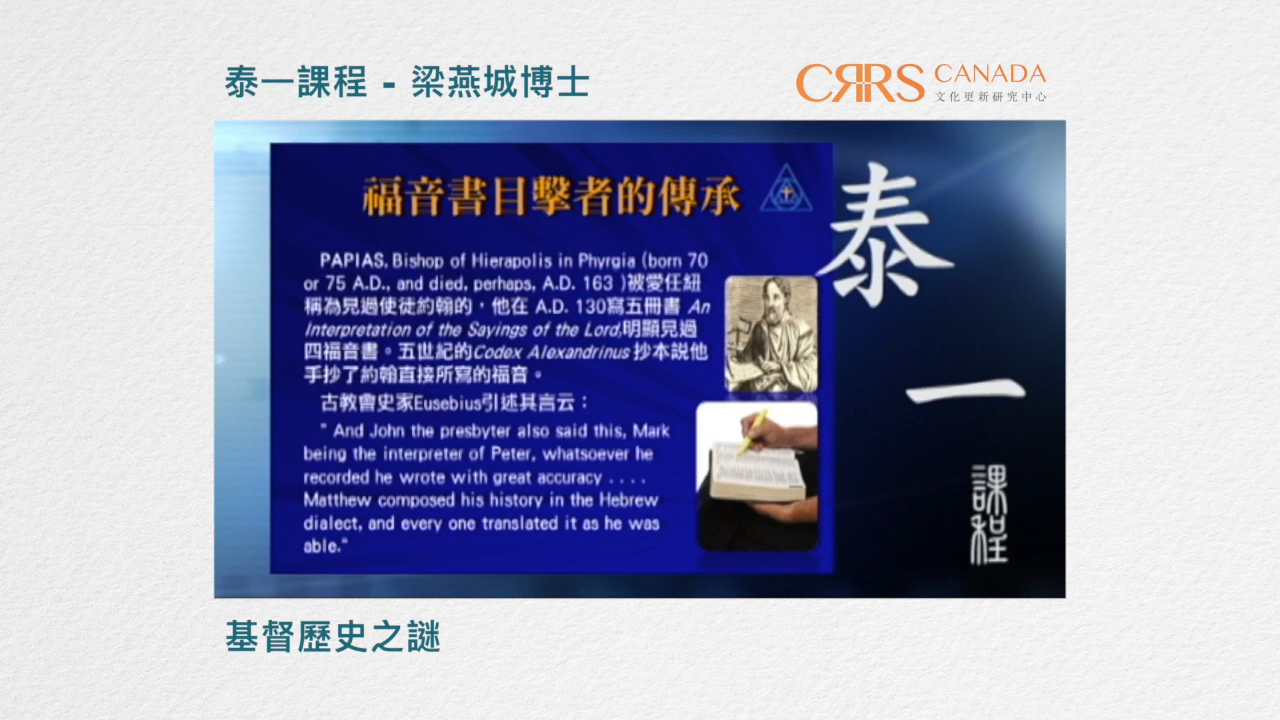 泰一課程 - 梁燕城博士
CRRS CANADA
文化更新研究中心
福音書目擊者的傳承
PAPIAS, Bishop of Hierapolis in Phyrgia (born 70
or 75 A.D., and died, perhaps, A.D. 163 )被愛任紐
稱為見過使徒約翰的，他在 A.D. 130寫五冊書 An
Interpretation of the Sayings of the Lord,明顯見過
四福音書。五世紀的Codex Alexandrinus 抄本說他
手抄了約翰直接所寫的福音。
古教會史家Eusebius引述其言云：
" And John the presbyter also said this, Mark
being the interpreter of Peter, whatsoever he
recorded he wrote with great accuracy . . . .
Matthew composed his history in the Hebrew
dialect, and every one translated it as he was
able."
泰
一
課程
基督歷史之謎